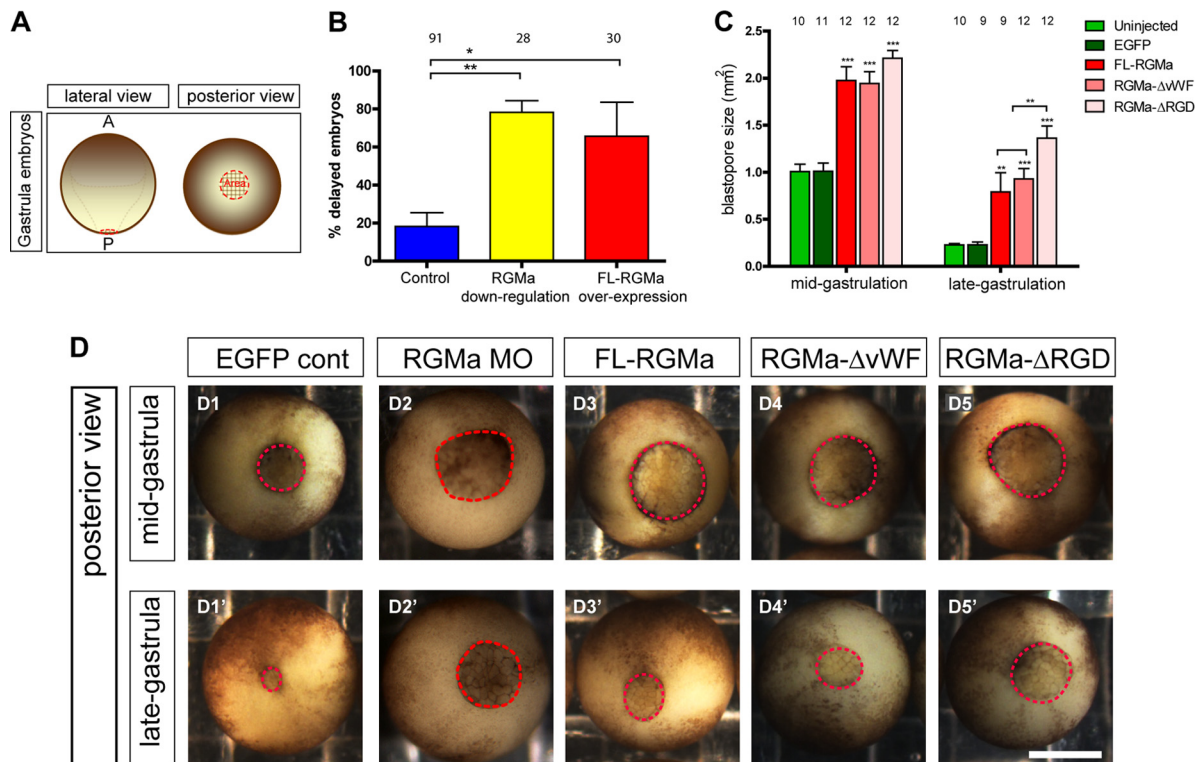 A
lateral view
posterior view
Gastrula embryos
A
P
Area
B
91
28
30
*
**
% delayed embryos
100
80
60
40
20
0
Control
RGMa
down-regulation
FL-RGMa
over-expression
C
10 11 12 12 12
10 9 9 12 12
blastopore size (mm2)
2.5
2.0
1.5
1.0
0.5
0.0
*** *** ***
**
** *** ***
mid-gastrulation
late-gastrulation
Uninjected
EGFP
FL-RGMa
RGMa-ΔvWF
RGMa-ΔRGD
D
EGFP cont
RGMa MO
FL-RGMa
RGMa-ΔvWF
RGMa-ΔRGD
posterior view
mid-gastrula
D1
D2
D3
D4
D5
late-gastrula
D1'
D2'
D3'
D4'
D5'